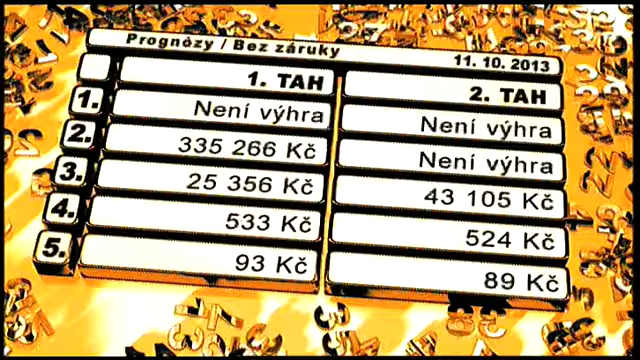 Prognózy / Bez záruky 11. 10. 2013
1. TAH 2. TAH
1. Není výhra Není výhra
2. 335 266 Kč Není výhra
3. 25 356 Kč 43 105 Kč
4. 533 Kč 524 Kč
5. 93 Kč 89 Kč